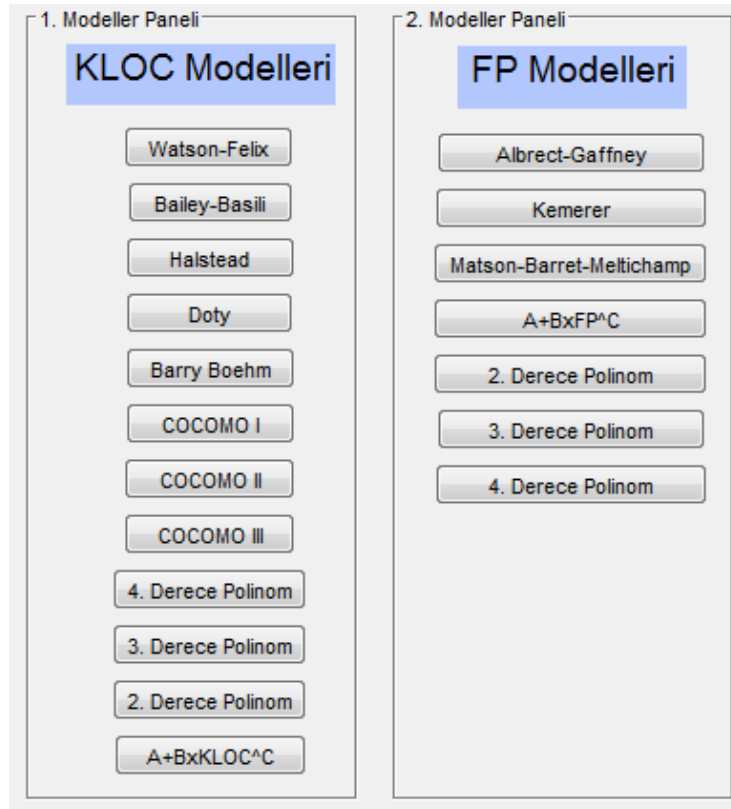 1. Modeller Paneli
KLOC Modelleri
Watson-Felix
Bailey-Basili
Halstead
Doty
Barry Boehm
COCOMO I
COCOMO II
COCOMO III
4. Derece Polinom
3. Derece Polinom
2. Derece Polinom
A+BxKLOC^C
2. Modeller Paneli
FP Modelleri
Albrect-Gaffney
Kemerer
Matson-Barret-Meltichamp
A+BxFP^C
2. Derece Polinom
3. Derece Polinom
4. Derece Polinom